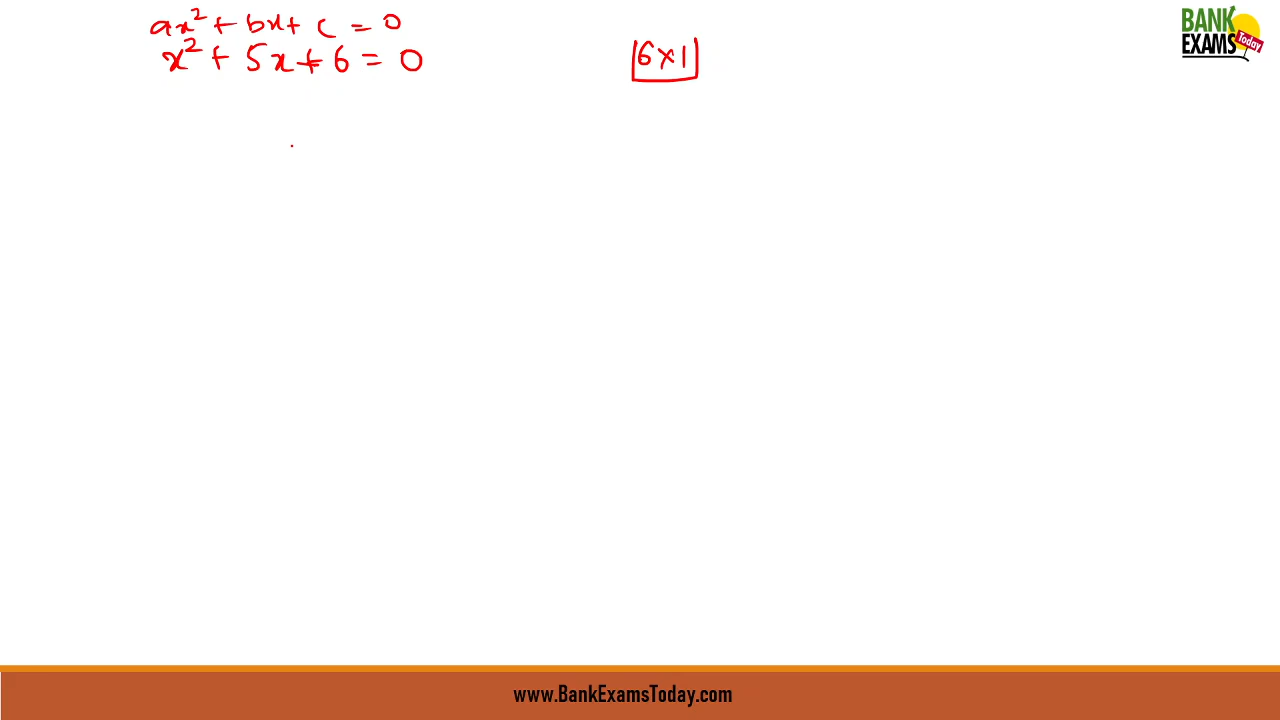 ax² + bx + c = 0
x² + 5x + 6 = 0
6 × 1
BANK
EXAMS Today
www.BankExamsToday.com